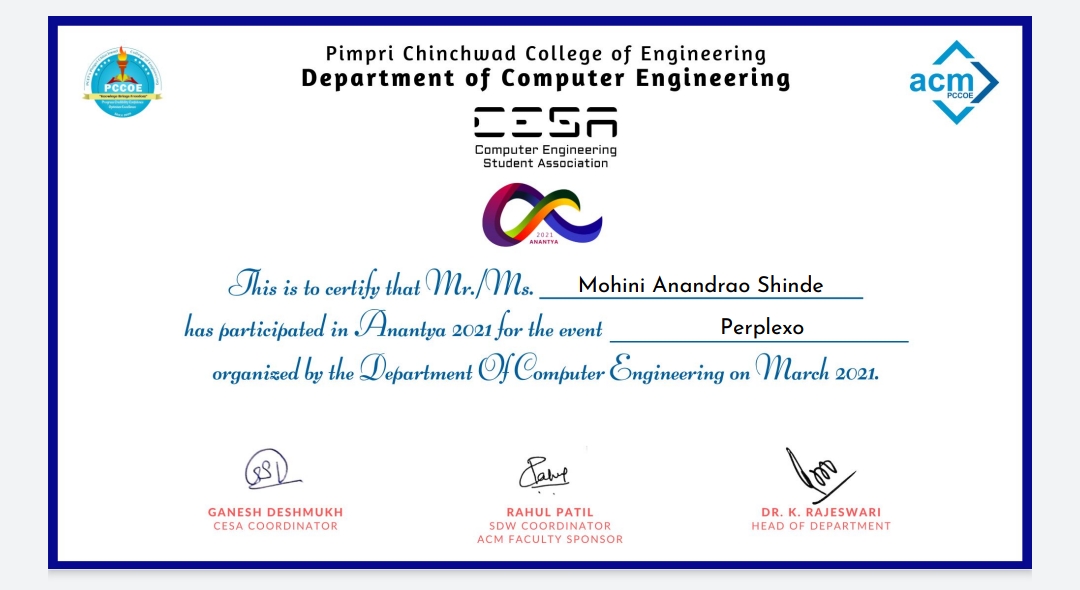 Pimpri Chinchwad College of Engineering
Department of Computer Engineering
PCCOE
acm
PCCOE
CESA
Computer Engineering
Student Association
2021
ANANTYA
This is to certify that Mr./Ms. Mohini Anandrao Shinde
has participated in Anantya 2021 for the event Perplexo
organized by the Department Of Computer Engineering on March 2021.
GANESH DESHMUKH
CESA COORDINATOR
RAHUL PATIL
SDW COORDINATOR
ACM FACULTY SPONSOR
DR. K. RAJESWARI
HEAD OF DEPARTMENT